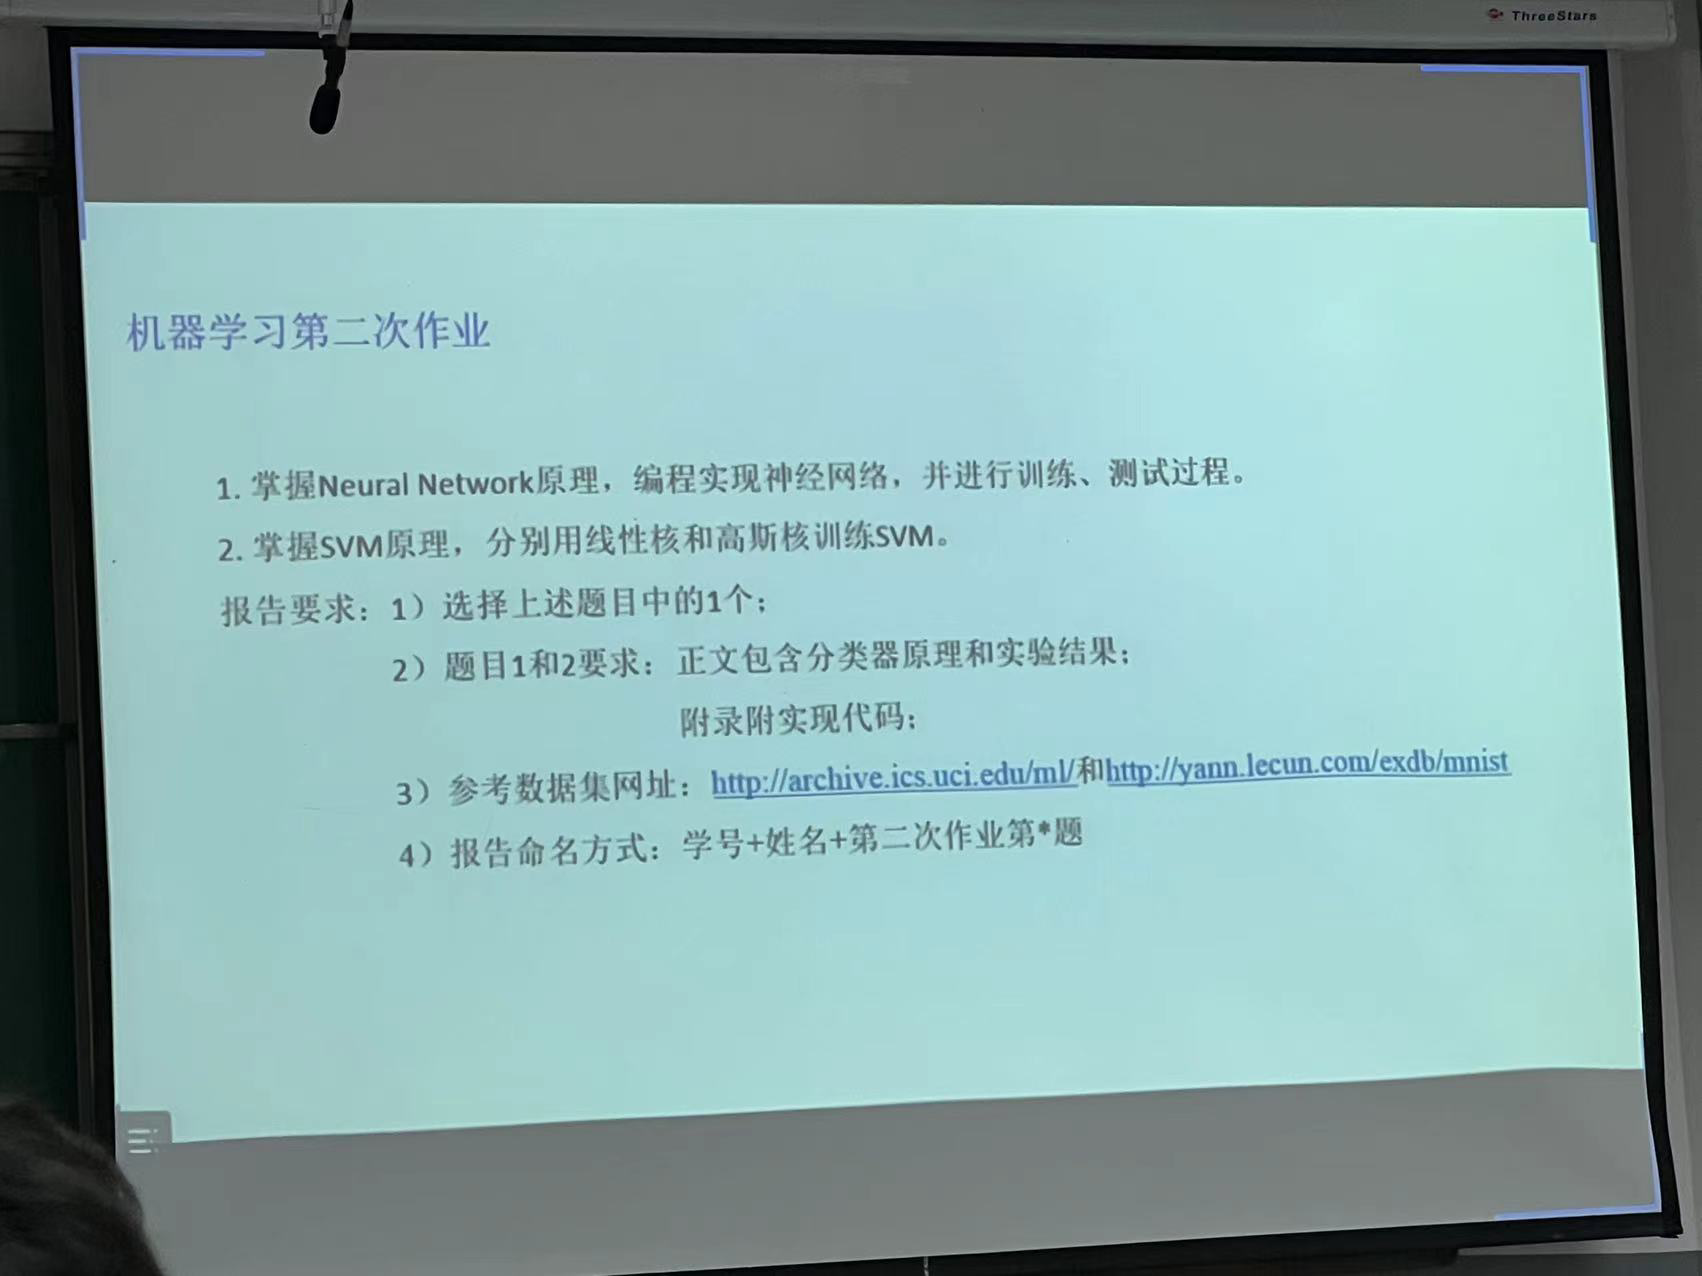 ThreeStars
机器学习第二次作业
1. 掌握Neural Network原理，编程实现神经网络，并进行训练、测试过程。
2. 掌握SVM原理，分别用线性核和高斯核训练SVM。
报告要求：1）选择上述题目中的1个；
2）题目1和2要求：正文包含分类器原理和实验结果；
附录附实现代码；
3）参考数据集网址：http://archive.ics.uci.edu/ml/和http://yann.lecun.com/exdb/mnist
4）报告命名方式：学号+姓名+第二次作业第*题